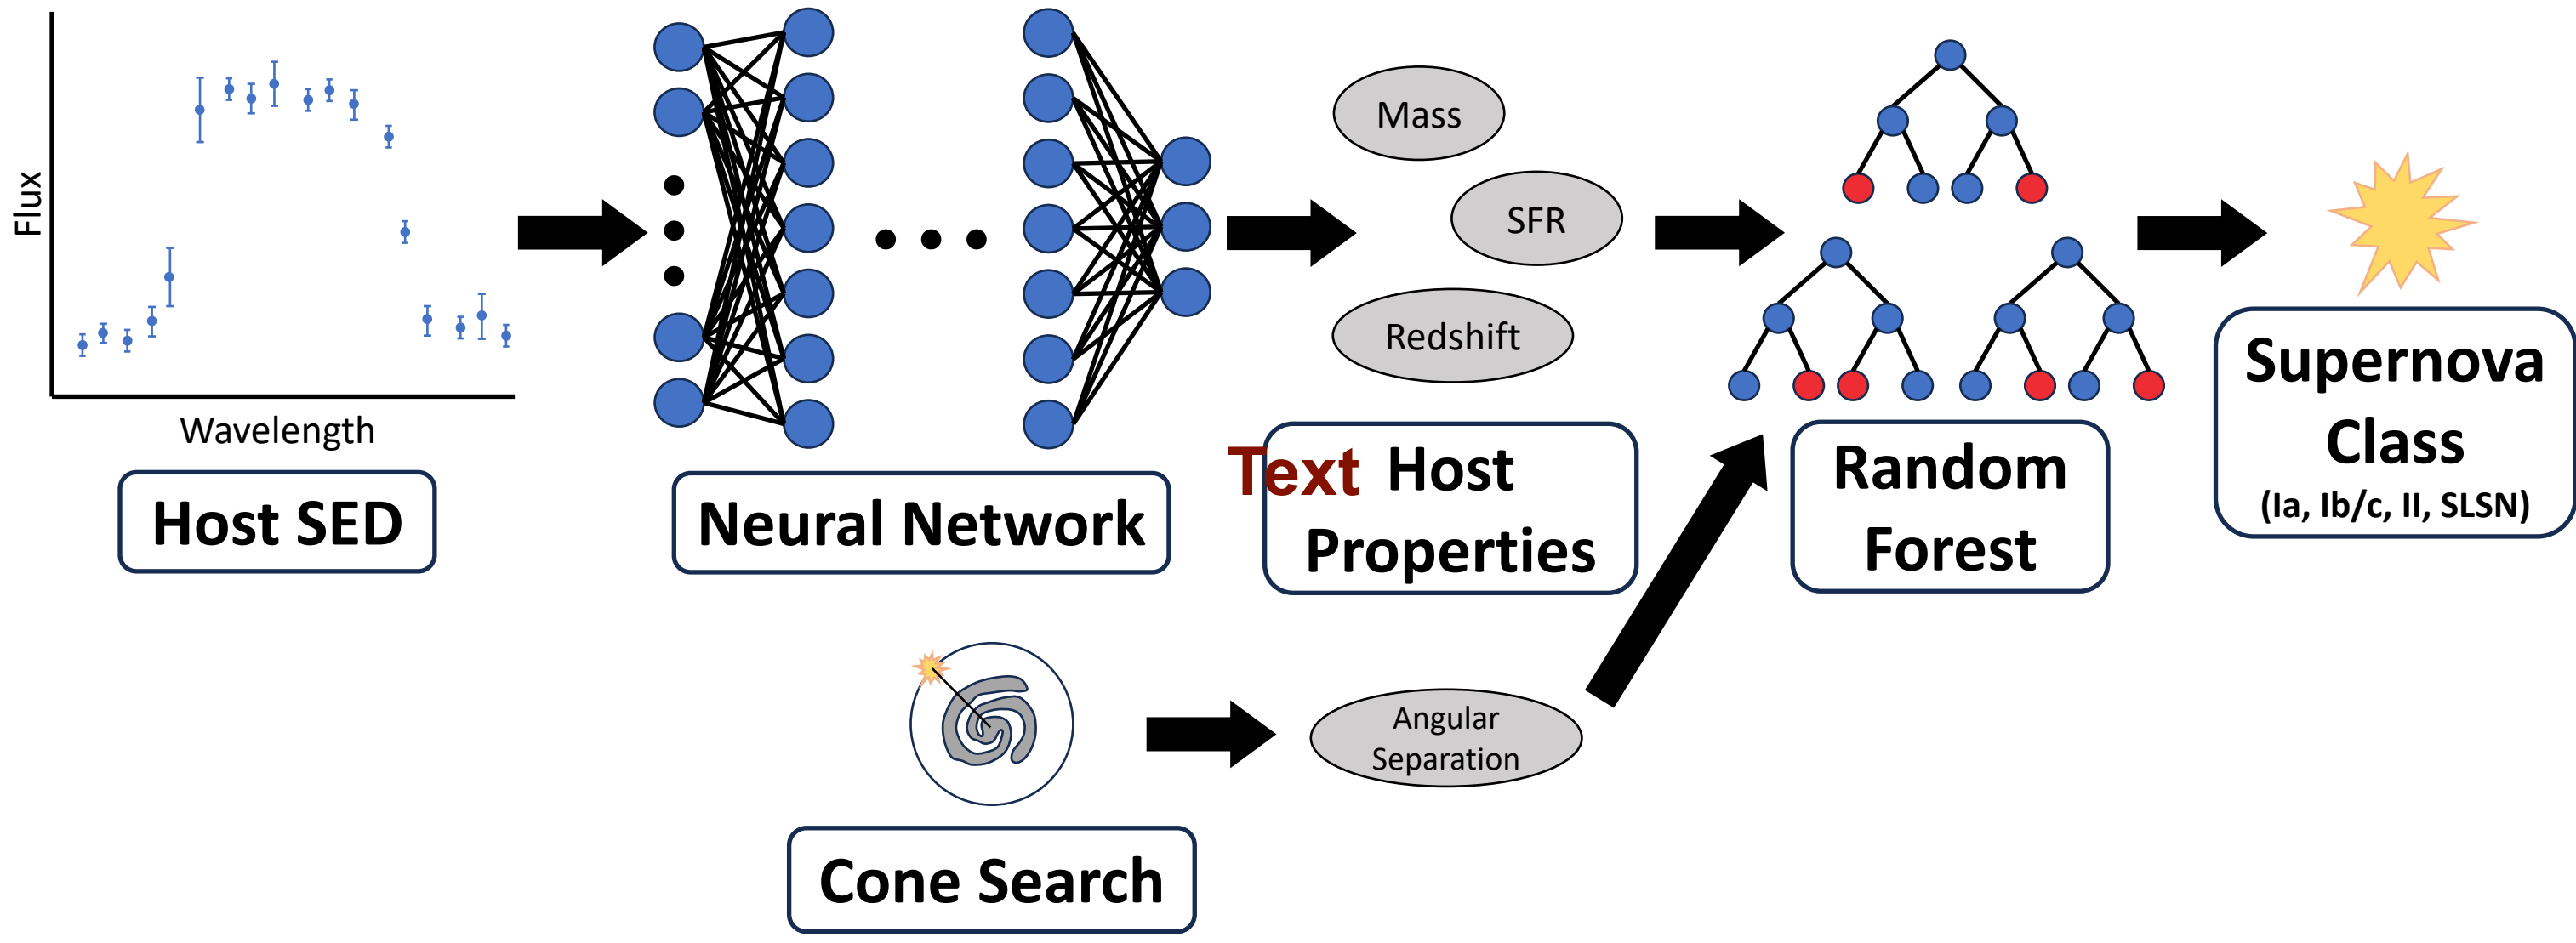 Flux
Wavelength
Host SED
Neural Network
Mass
SFR
Redshift
Text
Host
Properties
Random
Forest
Supernova
Class
(Ia, Ib/c, II, SLSN)
Cone Search
Angular
Separation